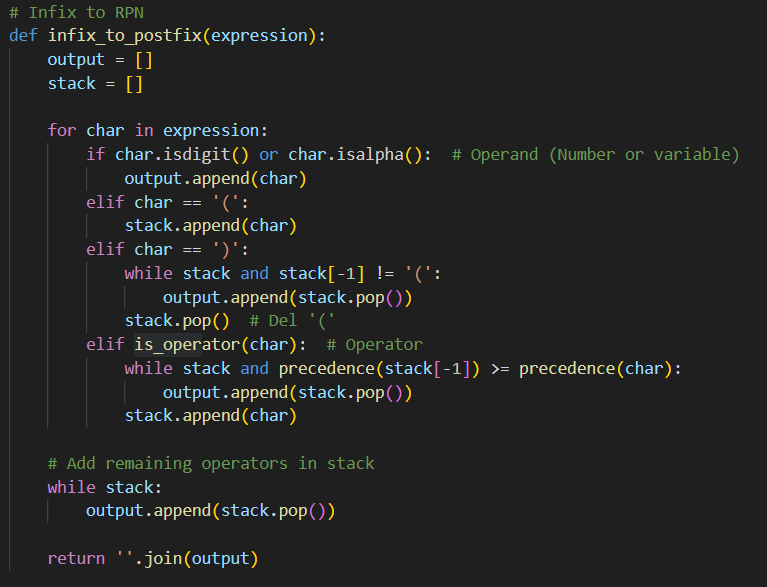 # Infix to RPN
def infix_to_postfix(expression):
    output = []
    stack = []

    for char in expression:
        if char.isdigit() or char.isalpha():  # Operand (Number or variable)
            output.append(char)
        elif char == '(':
            stack.append(char)
        elif char == ')':
            while stack and stack[-1] != '(':
                output.append(stack.pop())
            stack.pop()  # Del '('
        elif is_operator(char):  # Operator
            while stack and precedence(stack[-1]) >= precedence(char):
                output.append(stack.pop())
            stack.append(char)

    # Add remaining operators in stack
    while stack:
        output.append(stack.pop())

    return ''.join(output)